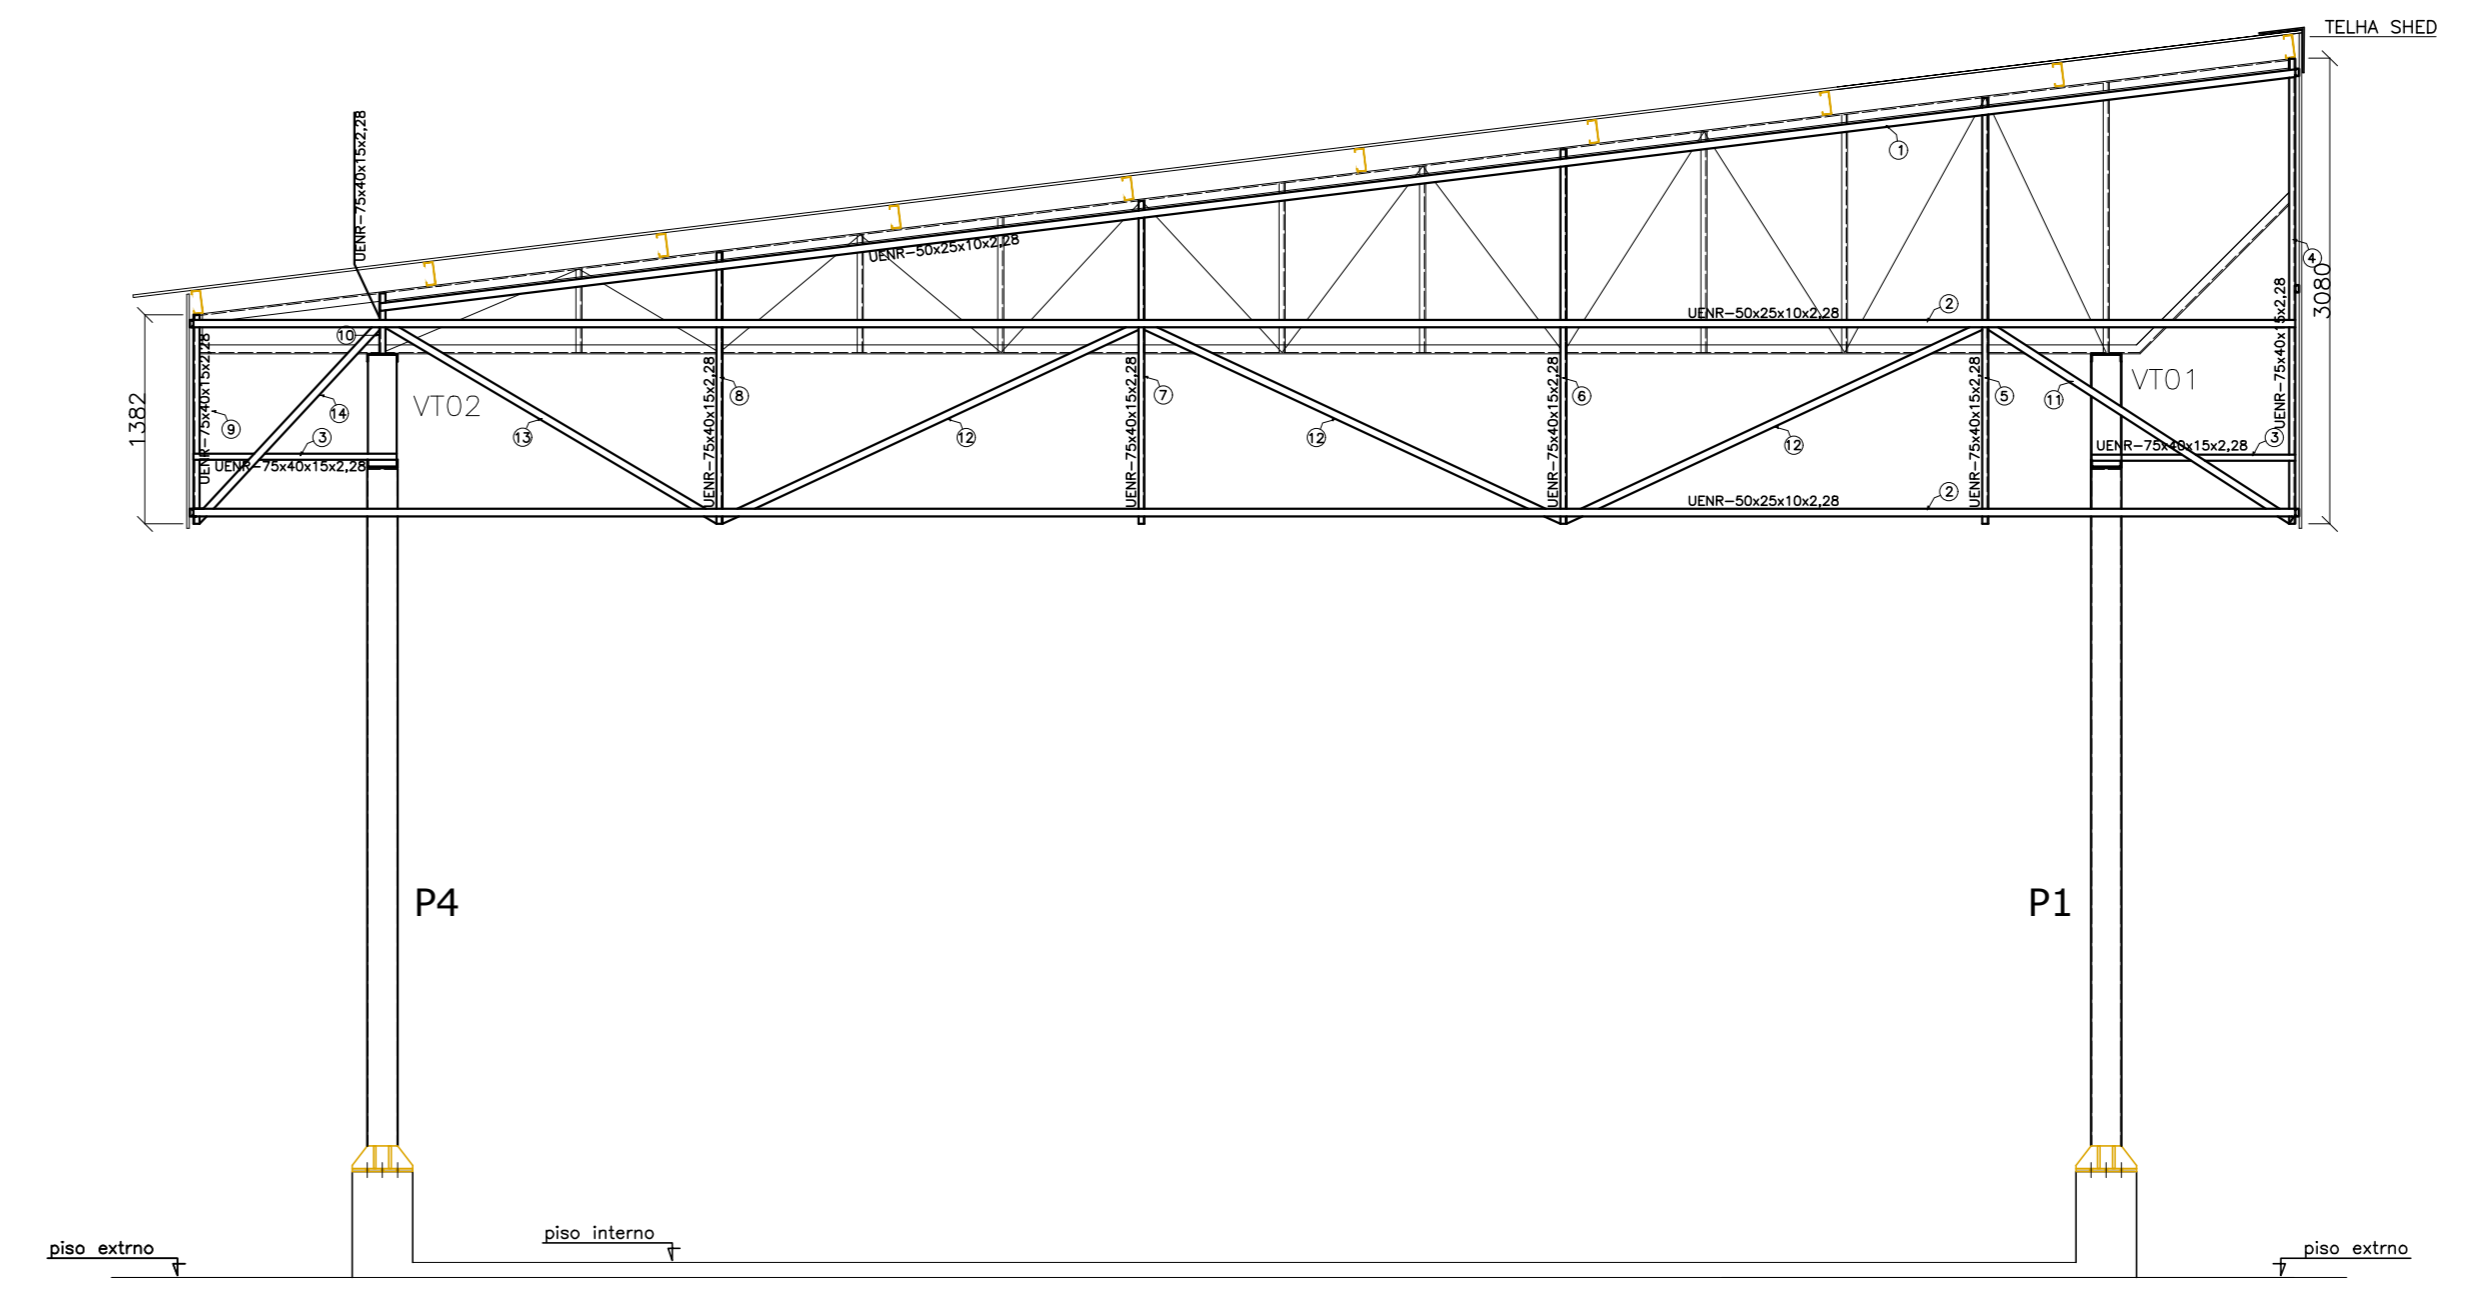 TELHA SHED
UENR-75x40x15x2,28
1
UENR-50x25x10x2,28
4
3080
UENR-75x40x15x2,28
2
UENR-50x25x10x2,28
10
1382
UENR-75x40x15x2,28
9
14
VT02
3
UENR-75x40x15x2,28
13
UENR-75x40x15x2,28
8
12
UENR-75x40x15x2,28
7
12
UENR-75x40x15x2,28
6
12
UENR-75x40x15x2,28
5
11
VT01
UENR-75x40x15x2,28
3
UENR-50x25x10x2,28
2
P4
P1
piso extrno
piso interno
piso extrno